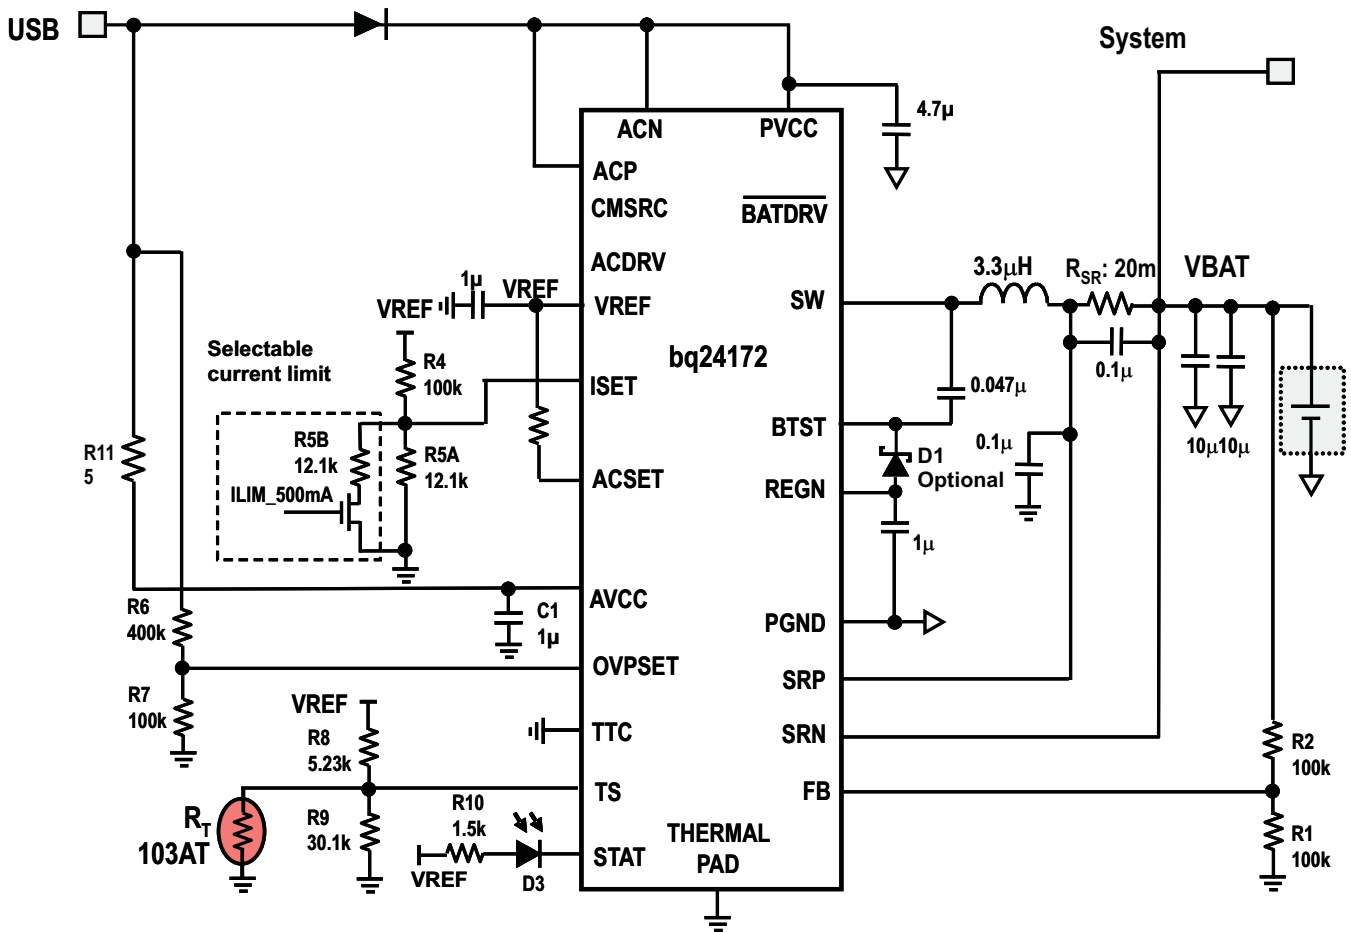 USB
System
4.7µ
ACN
PVCC
ACP
CMSRC
BATDRV
ACDRV
1µ
VREF
VREF
VREF
SW
3.3µH
RSR: 20m
VBAT
Selectable
current limit
R4
100k
bq24172
ISET
0.1µ
0.047µ
R5B
12.1k
R5A
12.1k
BTST
0.1µ
10µ
10µ
R11
5
ILIM_500mA
ACSET
REGN
D1
Optional
1µ
R6
400k
AVCC
C1
1µ
PGND
OVPSET
SRP
R7
100k
VREF
R8
5.23k
TTC
SRN
R2
100k
TS
FB
RT
103AT
R9
30.1k
R10
1.5k
THERMAL
PAD
R1
100k
STAT
VREF
D3